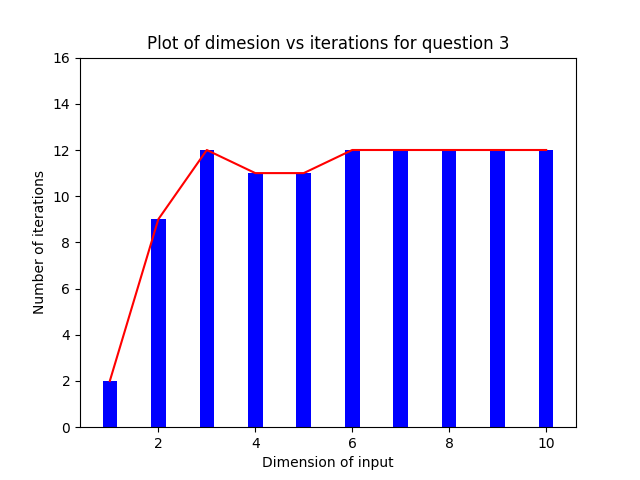 Plot of dimesion vs iterations for question 3
16
14
12
10
8
6
4
2
0
Number of iterations
2 4 6 8 10
Dimension of input